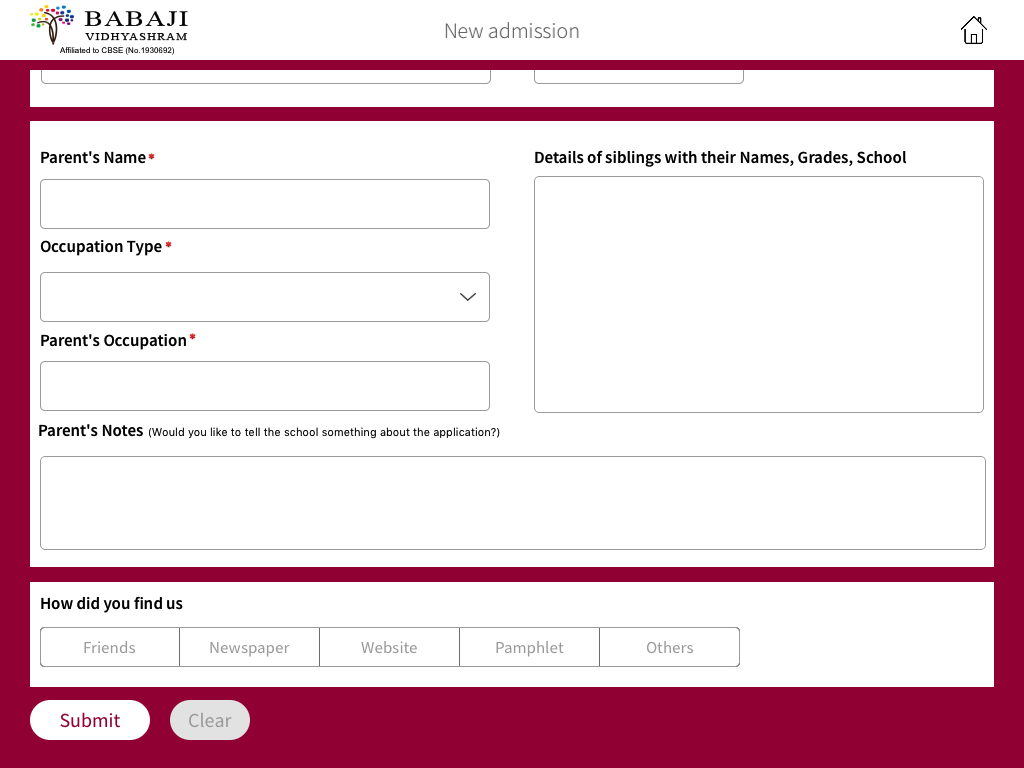 BABAJI
VIDHYASHRAM
Affiliated to CBSE (No.1930692)
New admission
Parent's Name*
Details of siblings with their Names, Grades, School
Occupation Type *
Parent's Occupation*
Parent's Notes (Would you like to tell the school something about the application?)
How did you find us
Friends Newspaper Website Pamphlet Others
Submit Clear